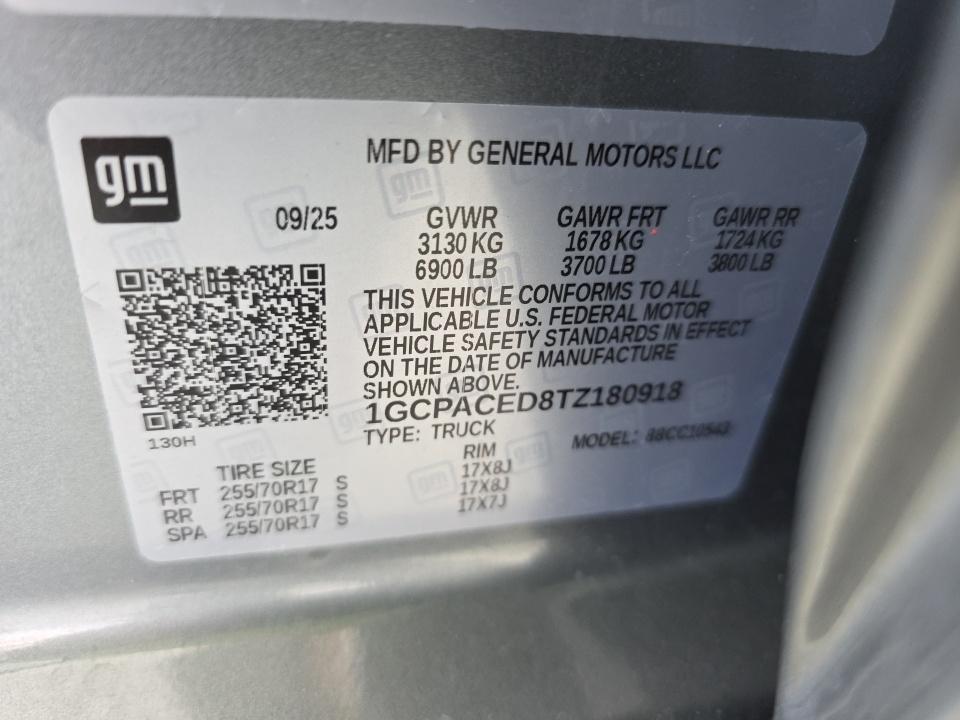 gm
MFD BY GENERAL MOTORS LLC
09/25 GVWR GAWR FRT GAWR RR
3130 KG 1678 KG 1724 KG
6900 LB 3700 LB 3800 LB
THIS VEHICLE CONFORMS TO ALL
APPLICABLE U.S. FEDERAL MOTOR
VEHICLE SAFETY STANDARDS IN EFFECT
ON THE DATE OF MANUFACTURE
SHOWN ABOVE.
1GCPACED8TZ180918
130H
TYPE: TRUCK MODEL:
TIRE SIZE RIM
FRT 255/70R17 S 17X8J
RR 255/70R17 S 17X8J
SPA 255/70R17 S 17X7J